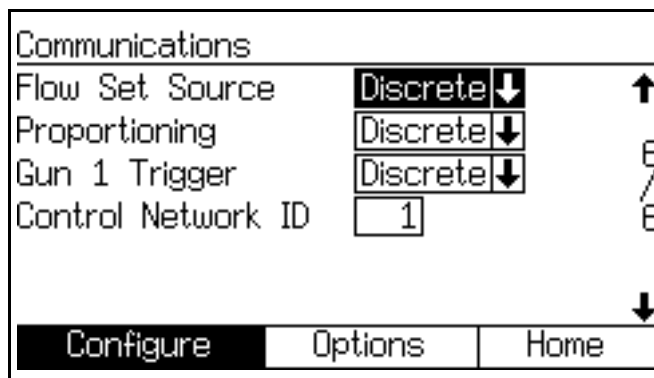 Communications
Flow Set Source Discrete
Proportioning Discrete
Gun 1 Trigger Discrete
Control Network ID 1
Configure Options Home